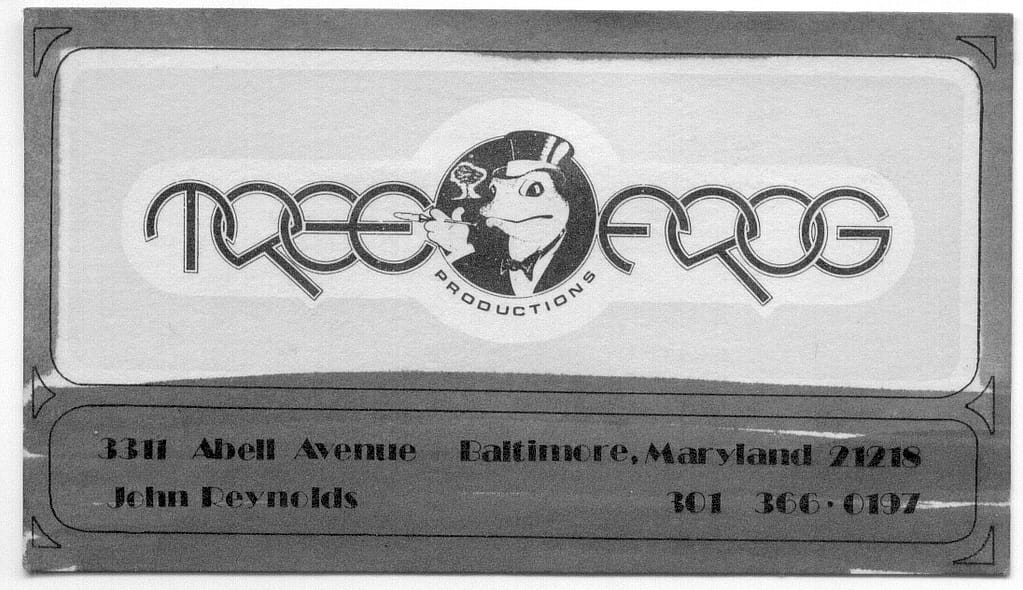 TREE FROG
PRODUCTIONS
3311 Abell Avenue Baltimore, Maryland 21218
John Reynolds 301 366·0197